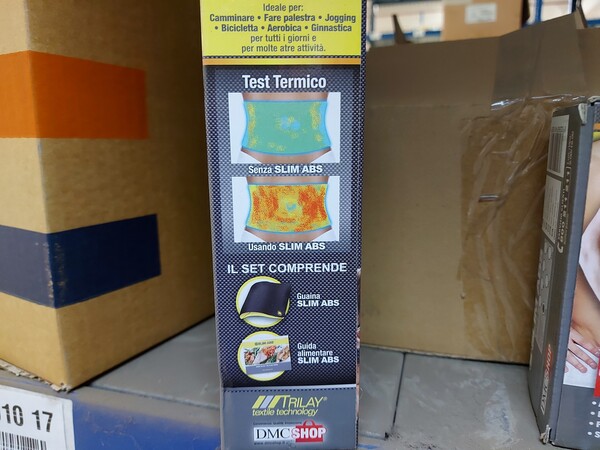 Ideale per:
Camminare • Fare palestra • Jogging
• Bicicletta • Aerobica • Ginnastica
per tutti i giorni e
per molte atre attività.
Test Termico
Senza SLIM ABS
Usando SLIM ABS
IL SET COMPRENDE
Guaina
SLIM ABS
Guida
alimentare
SLIM ABS
TRILAY®
textile technology
DMCSHOP
10 17
DMCSHOP